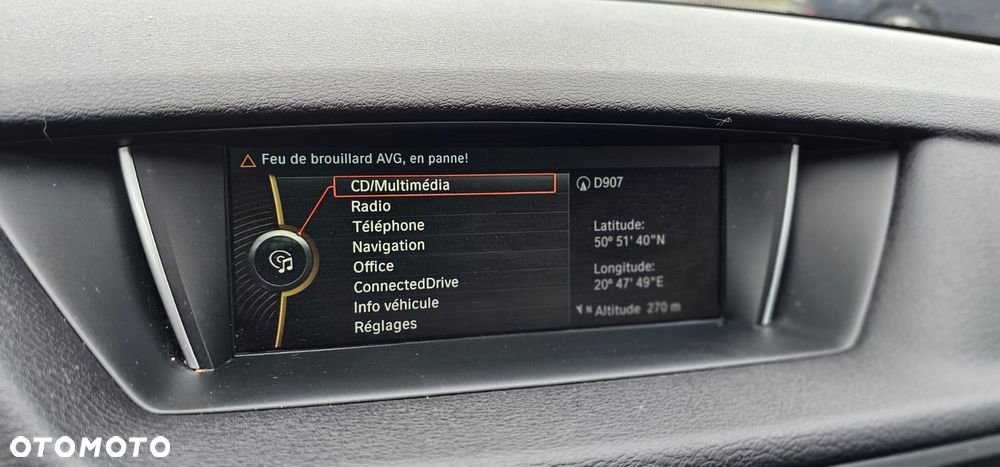 Feu de brouillard AVG, en panne!
CD/Multimédia
Radio
Téléphone
Navigation
Office
ConnectedDrive
Info véhicule
Réglages
D907
Latitude:
50° 51' 40"N
Longitude:
20° 47' 49"E
N Altitude 270 m
OTOMOTO